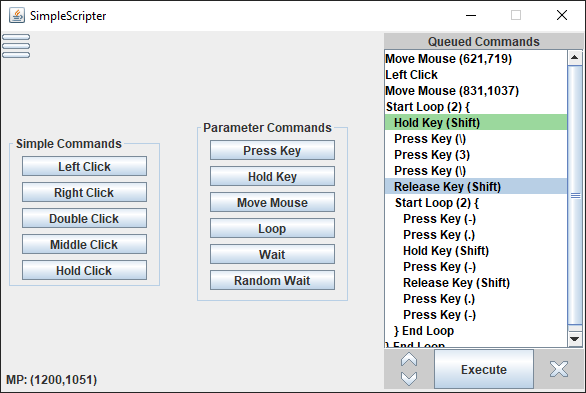 SimpleScripter
Queued Commands
Move Mouse (621,719)
Left Click
Move Mouse (831,1037)
Start Loop (2) {
Hold Key (Shift)
Press Key (\)
Press Key (3)
Press Key (\)
Release Key (Shift)
Start Loop (2) {
Press Key (-)
Press Key (.)
Hold Key (Shift)
Press Key (-)
Release Key (Shift)
Press Key (.)
Press Key (-)
} End Loop
} End Loop
Simple Commands
Left Click
Right Click
Double Click
Middle Click
Hold Click
Parameter Commands
Press Key
Hold Key
Move Mouse
Loop
Wait
Random Wait
MP: (1200,1051)
Execute